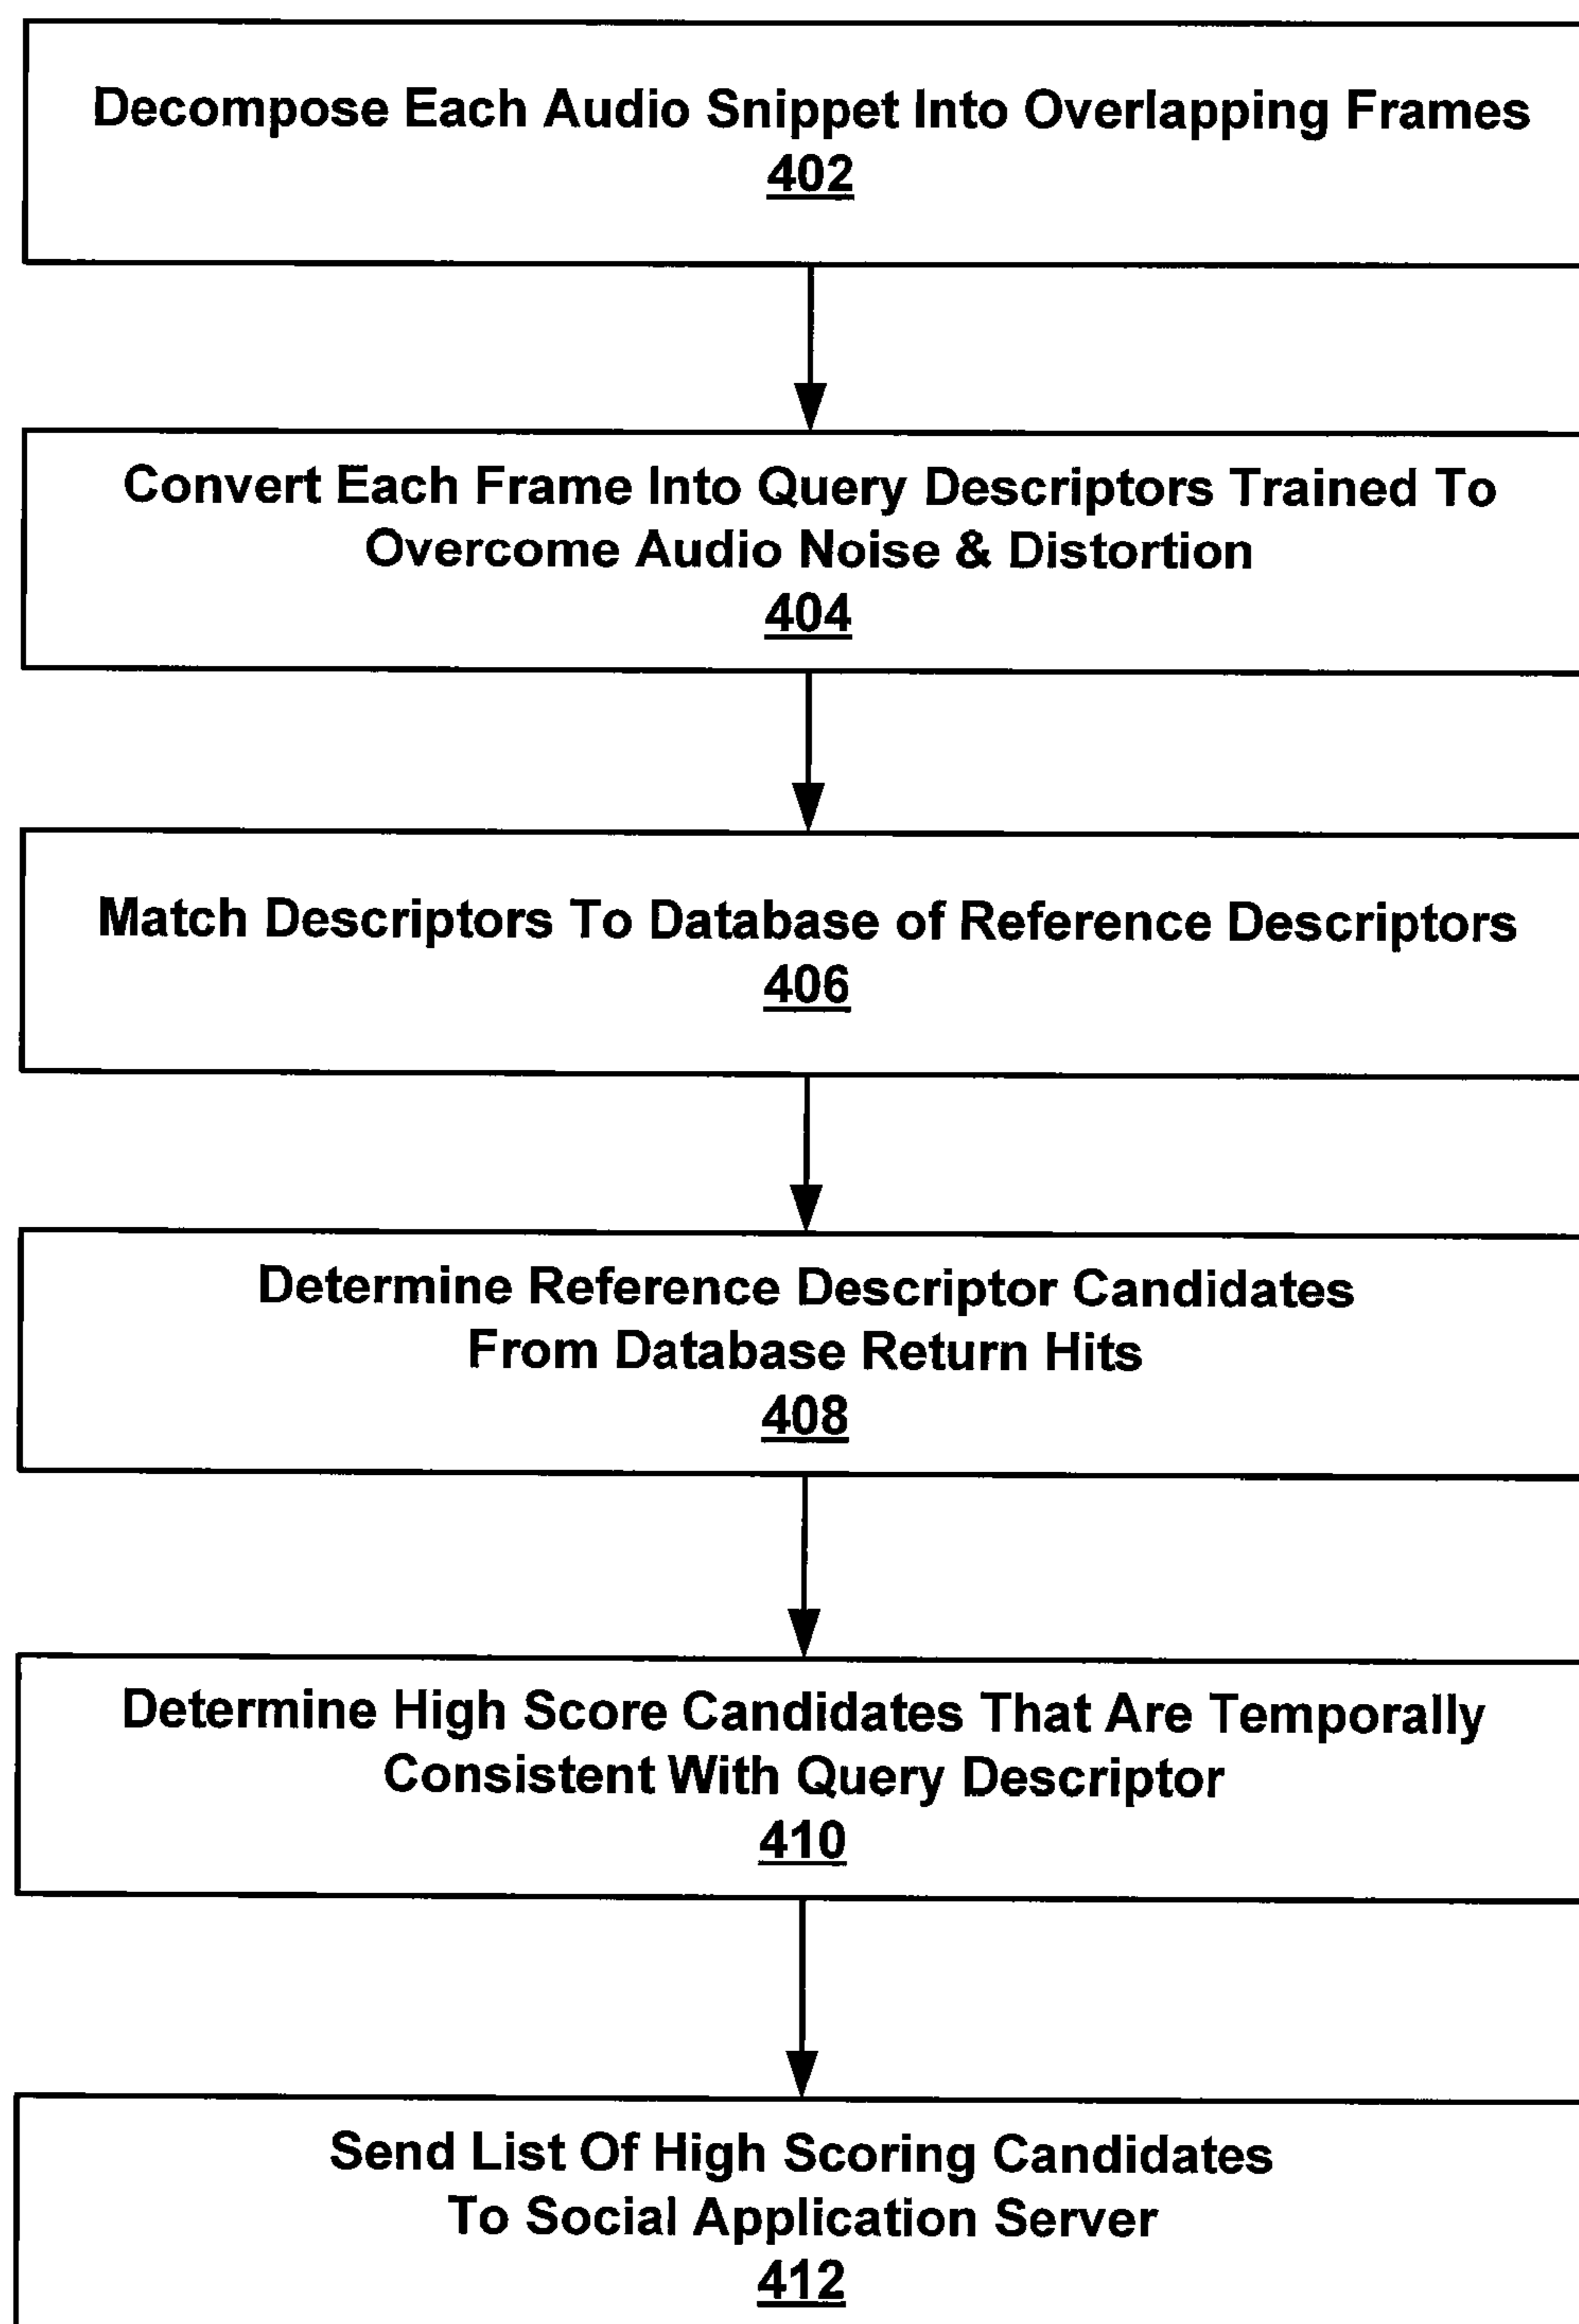 Decompose Each Audio Snippet Into Overlapping Frames
402
Convert Each Frame Into Query Descriptors Trained To
Overcome Audio Noise & Distortion
404
Match Descriptors To Database of Reference Descriptors
406
Determine Reference Descriptor Candidates
From Database Return Hits
408
Determine High Score Candidates That Are Temporally
Consistent With Query Descriptor
410
Send List Of High Scoring Candidates
To Social Application Server
412